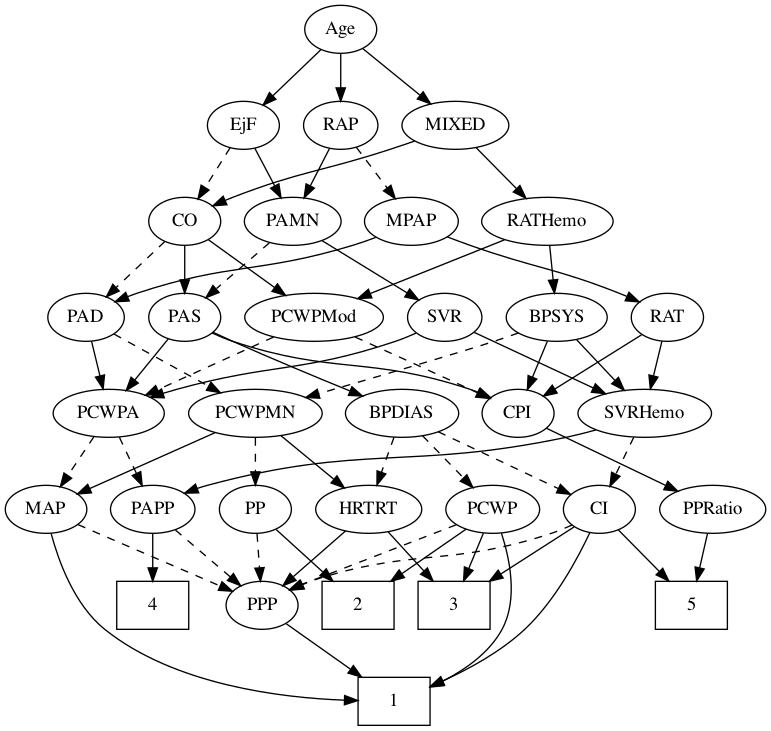 Age
EjF RAP MIXED
CO PAMN MPAP RATHemo
PAD PAS PCWPMod SVR BPSYS RAT
PCWPA PCWPMN BPDIAS CPI SVRHemo
MAP PAPP PP HRTRT PCWP CI PPRatio
4 PPP 2 3 5
1